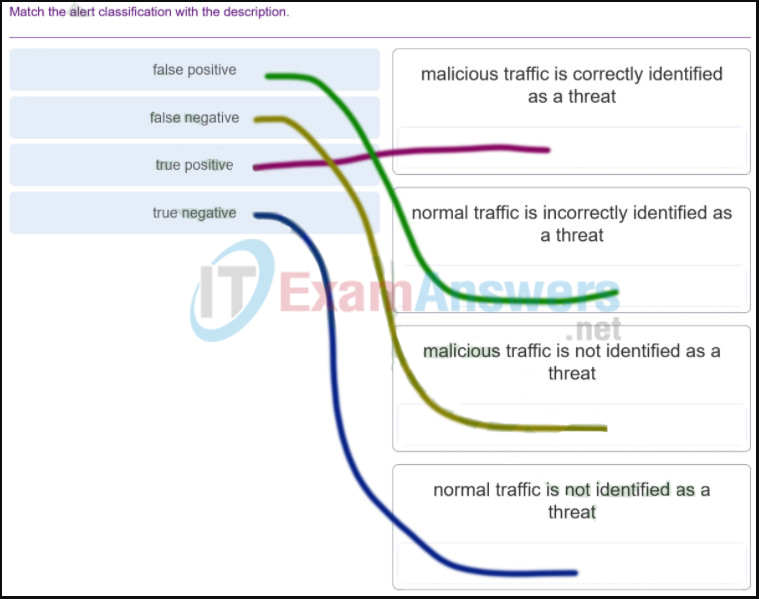 Match the alert classification with the description.
false positive
false negative
true positive
true negative
malicious traffic is correctly identified
as a threat
normal traffic is incorrectly identified as
a threat
malicious traffic is not identified as a
threat
normal traffic is not identified as a
threat
IT ExamAnswers
.net